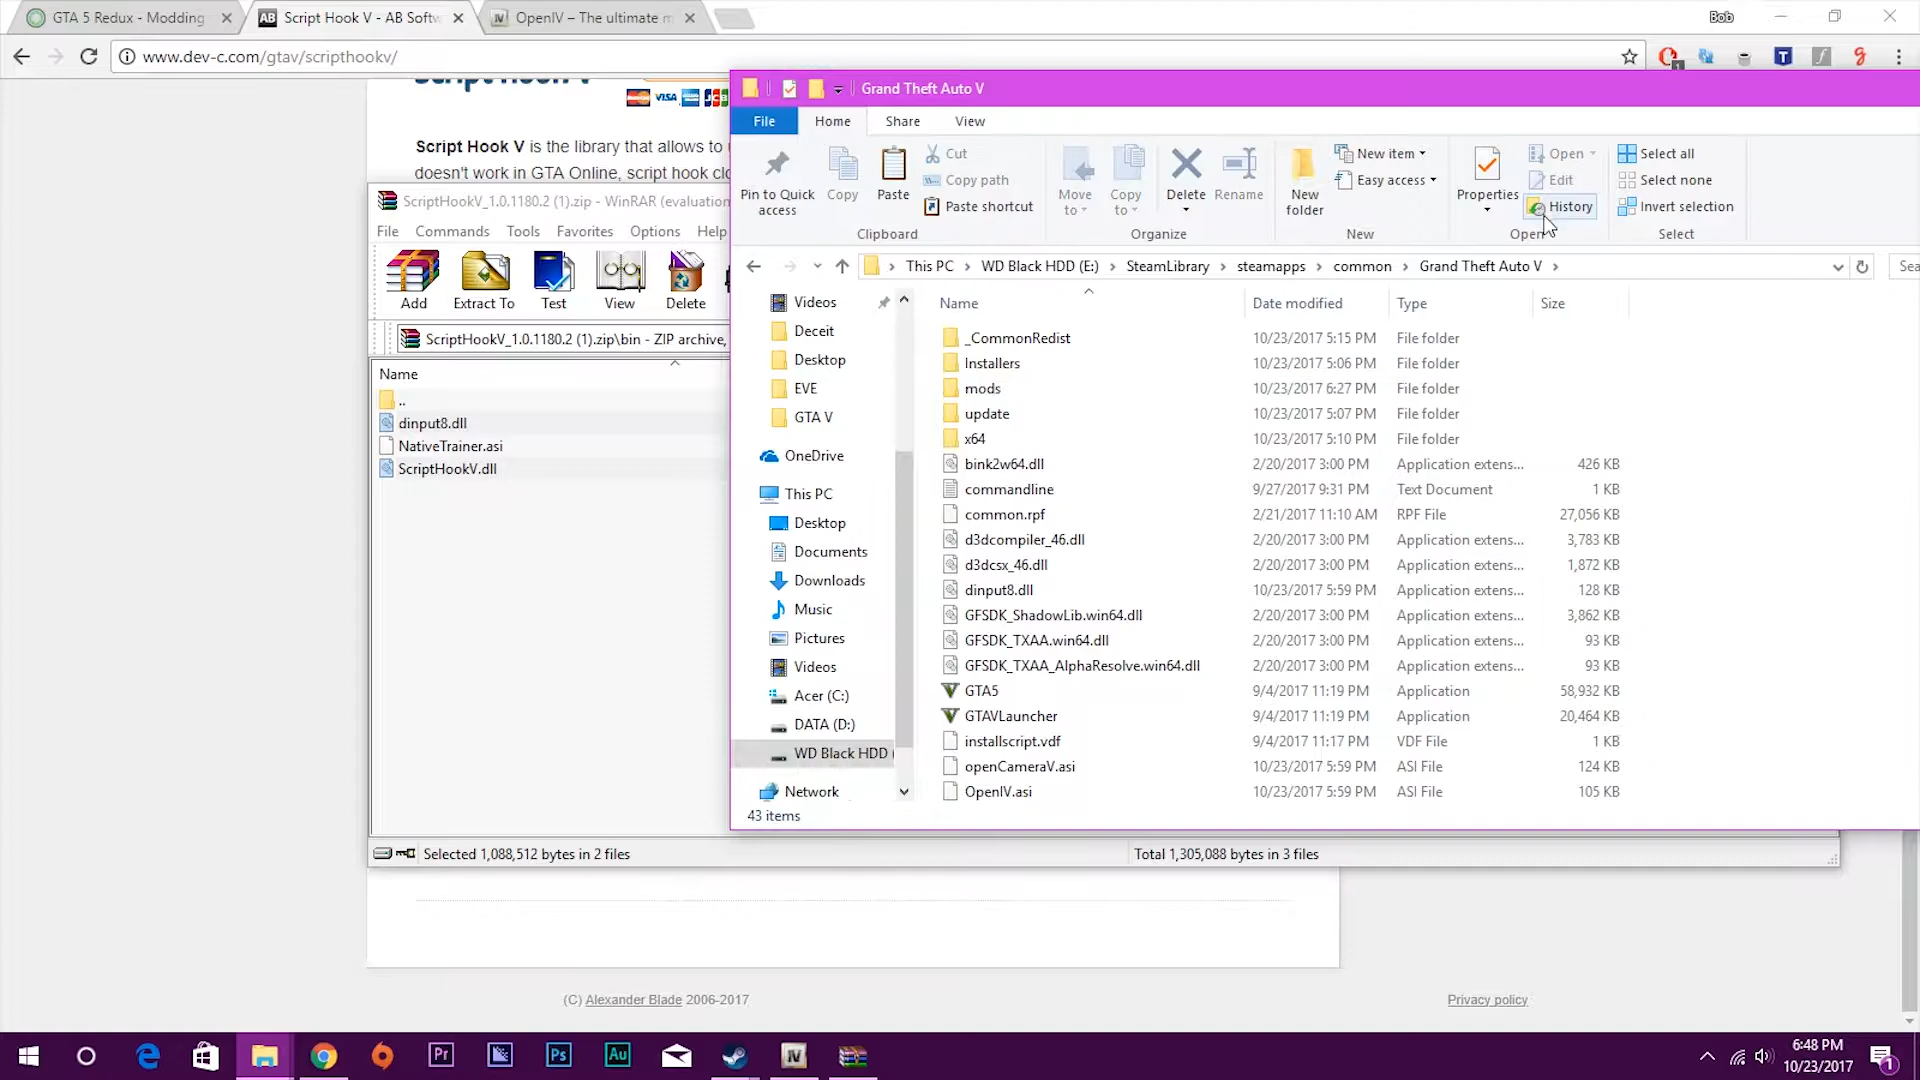 GTA 5 Redux - Modding
Script Hook V - AB Softw
OpenIV – The ultimate m
Bob
www.dev-c.com/gtav/scripthookv/
Script Hook V is the library that allows to
doesn't work in GTA Online, script hook clo
VISA
JCB
ScriptHookV_1.0.1180.2 (1).zip - WinRAR (evaluation
File Commands Tools Favorites Options Help
Add Extract To Test View Delete
ScriptHookV_1.0.1180.2 (1).zip\bin - ZIP archive,
Name
..
dinput8.dll
NativeTrainer.asi
ScriptHookV.dll
Selected 1,088,512 bytes in 2 files
Total 1,305,088 bytes in 3 files
Grand Theft Auto V
File Home Share View
Pin to Quick access
Copy
Paste
Cut
Copy path
Paste shortcut
Clipboard
Move to
Copy to
Delete
Rename
Organize
New folder
New item
Easy access
New
Properties
Open
Edit
History
Open
Select all
Select none
Invert selection
Select
This PC › WD Black HDD (E:) › SteamLibrary › steamapps › common › Grand Theft Auto V ›
Sea
Videos
Deceit
Desktop
EVE
GTA V
OneDrive
This PC
Desktop
Documents
Downloads
Music
Pictures
Videos
Acer (C:)
DATA (D:)
WD Black HDD (
Network
Name Date modified Type Size
_CommonRedist 10/23/2017 5:15 PM File folder
Installers 10/23/2017 5:06 PM File folder
mods 10/23/2017 6:27 PM File folder
update 10/23/2017 5:07 PM File folder
x64 10/23/2017 5:10 PM File folder
bink2w64.dll 2/20/2017 3:00 PM Application extens... 426 KB
commandline 9/27/2017 9:31 PM Text Document 1 KB
common.rpf 2/21/2017 11:10 AM RPF File 27,056 KB
d3dcompiler_46.dll 2/20/2017 3:00 PM Application extens... 3,783 KB
d3dcsx_46.dll 2/20/2017 3:00 PM Application extens... 1,872 KB
dinput8.dll 10/23/2017 5:59 PM Application extens... 128 KB
GFSDK_ShadowLib.win64.dll 2/20/2017 3:00 PM Application extens... 3,862 KB
GFSDK_TXAA.win64.dll 2/20/2017 3:00 PM Application extens... 93 KB
GFSDK_TXAA_AlphaResolve.win64.dll 2/20/2017 3:00 PM Application extens... 93 KB
GTA5 9/4/2017 11:19 PM Application 58,932 KB
GTAVLauncher 9/4/2017 11:19 PM Application 20,464 KB
installscript.vdf 9/4/2017 11:17 PM VDF File 1 KB
openCameraV.asi 10/23/2017 5:59 PM ASI File 124 KB
OpenIV.asi 10/23/2017 5:59 PM ASI File 105 KB
43 items
(C) Alexander Blade 2006-2017
Privacy policy
Pr
Ps
Au
IV
6:48 PM
10/23/2017
1